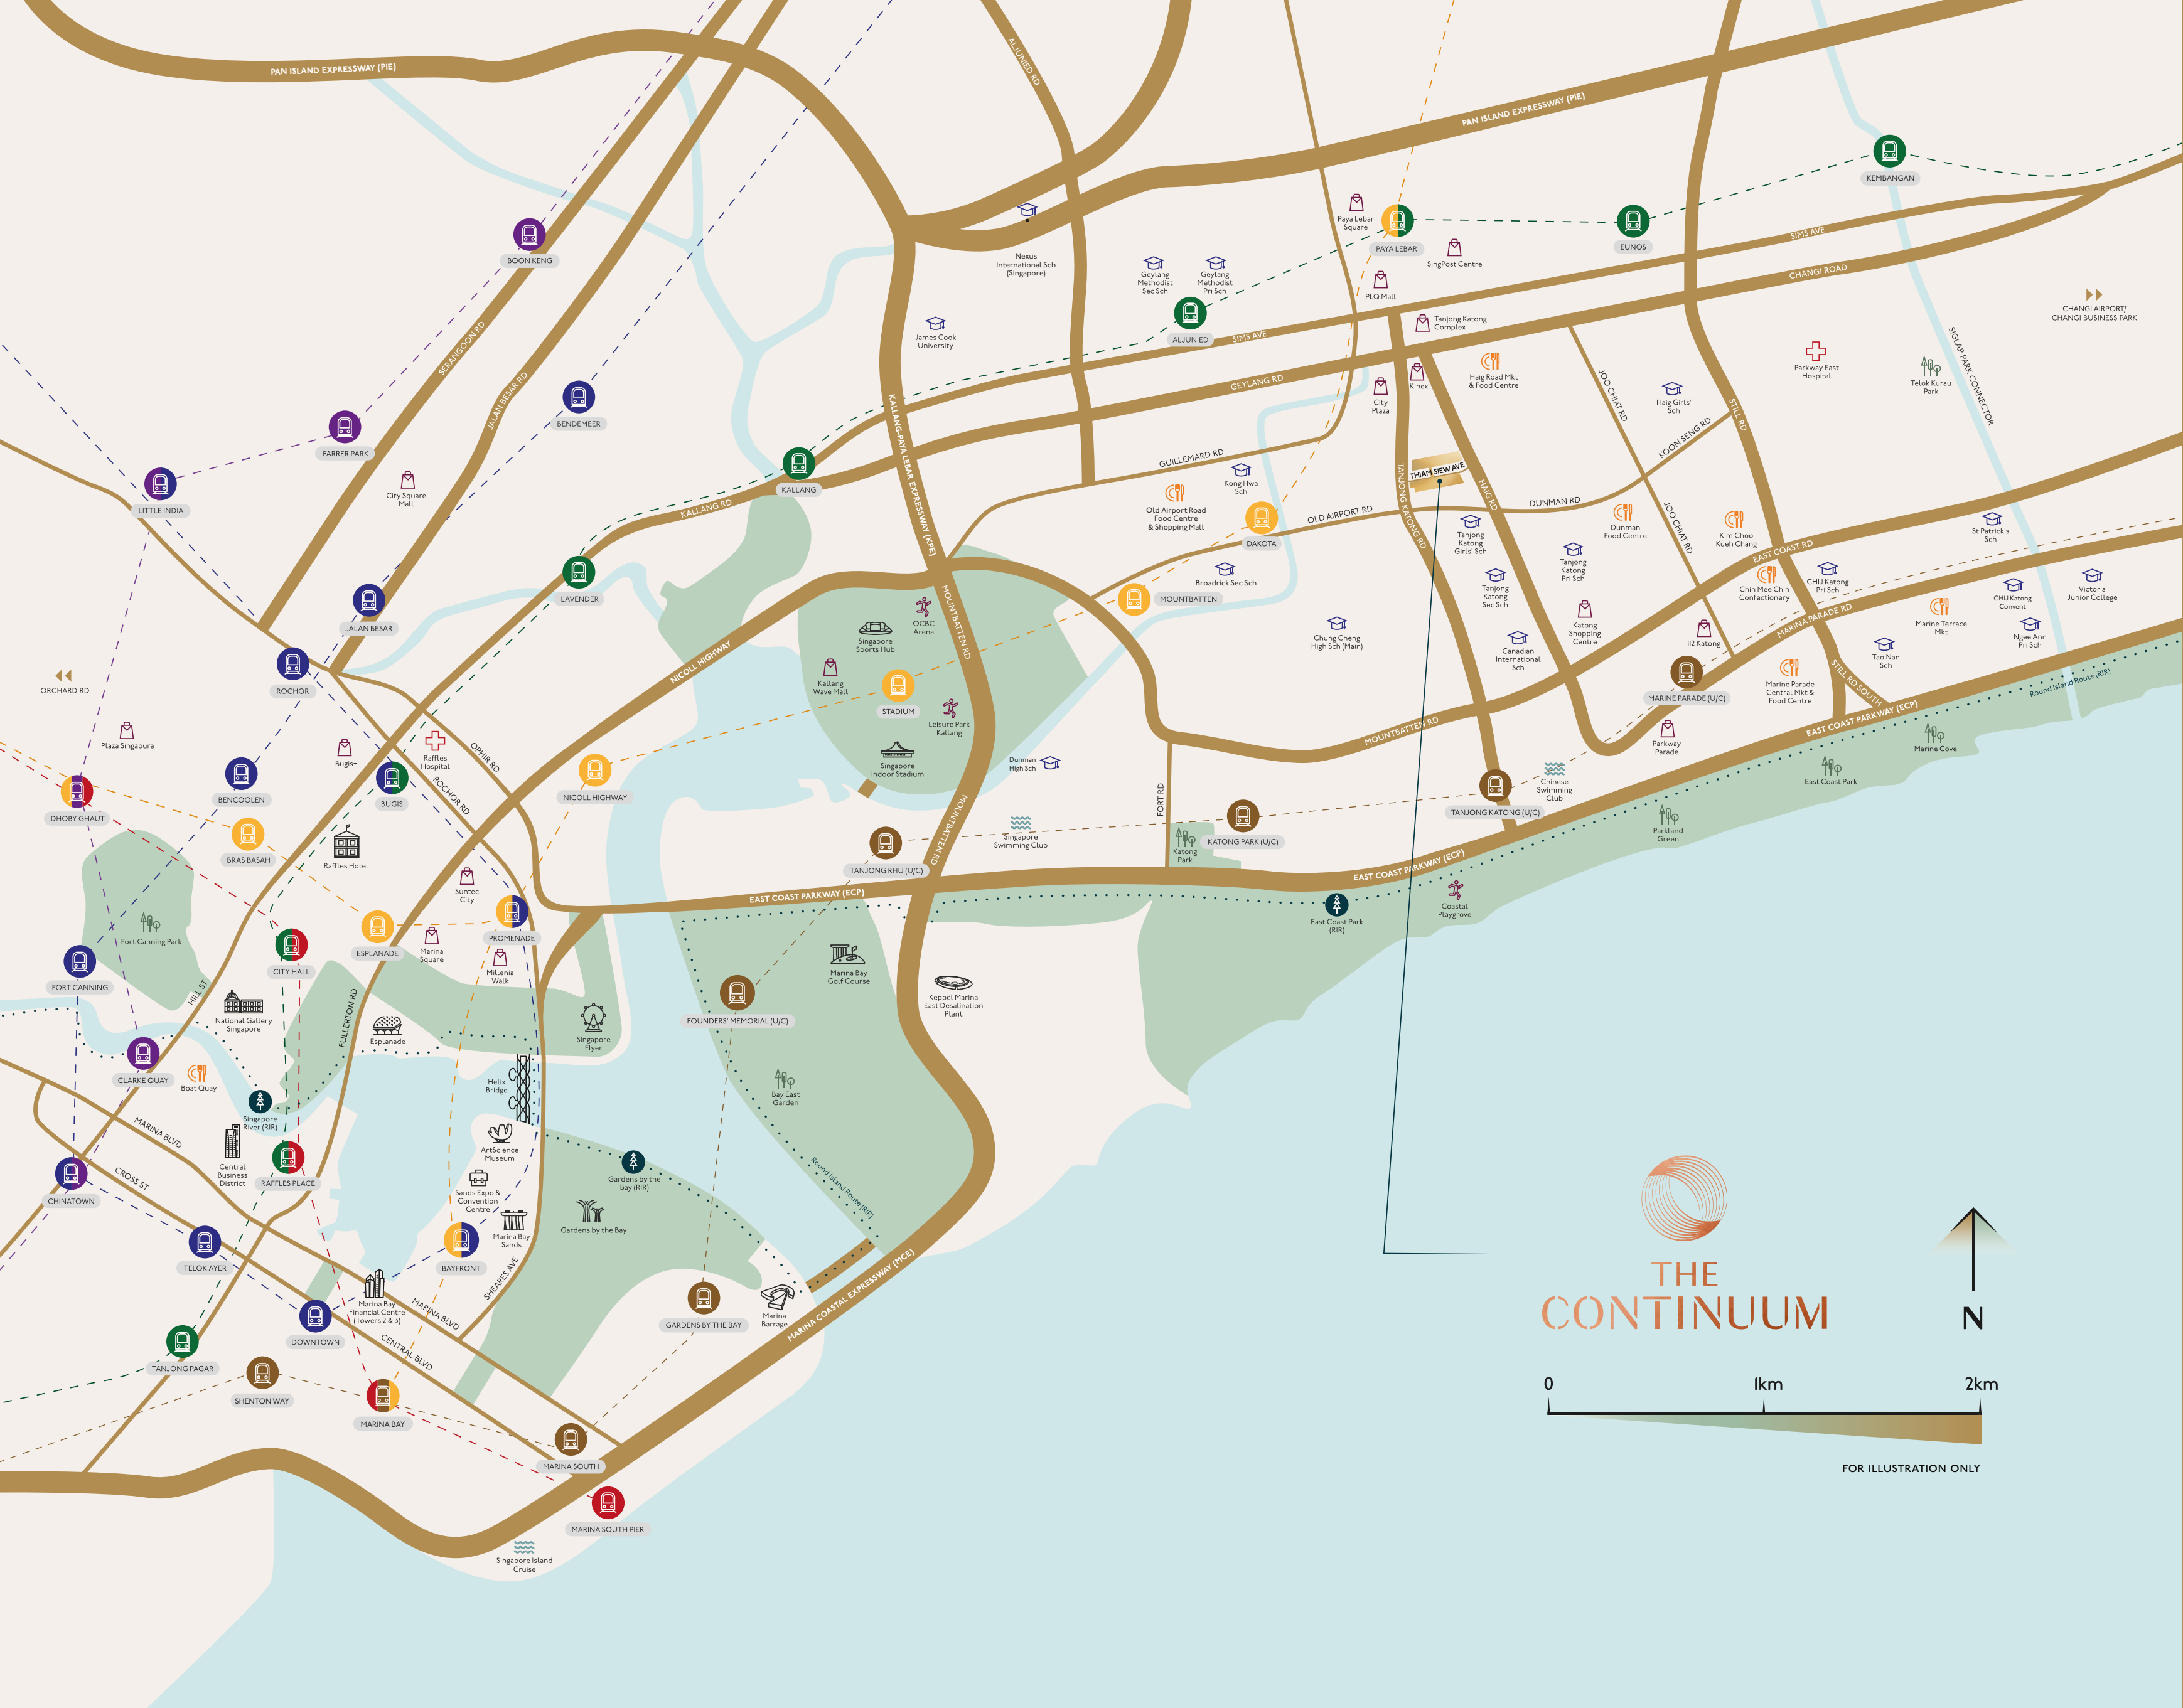 PAN ISLAND EXPRESSWAY (PIE)
ALJUNIED RD
PAN ISLAND EXPRESSWAY (PIE)
KEMBANGAN
BOON KENG
Nexus
International Sch
(Singapore)
Paya Lebar
Square
PAYA LEBAR
EUNOS
SingPost Centre
SIMS AVE
CHANGI ROAD
Geylang
Methodist
Sec Sch
Geylang
Methodist
Pri Sch
PLQ Mall
CHANGI AIRPORT/
CHANGI BUSINESS PARK
SERANGOON RD
James Cook
University
ALJUNIED
SIMS AVE
Tanjong Katong
Complex
SIGLAP PARK CONNECTOR
JALAN BESAR RD
BENDEMEER
GEYLANG RD
City
Plaza
Kinex
Haig Road Mkt
& Food Centre
JOO CHIAT RD
Haig Girls'
Sch
Parkway East
Hospital
Telok Kurau
Park
FARRER PARK
KALLANG-PAYA LEBAR EXPRESSWAY (KPE)
STILL RD
KOON SENG RD
LITTLE INDIA
City Square
Mall
KALLANG
KALLANG RD
GUILLEMARD RD
Kong Hwa
Sch
THIAM SIEW AVE
TANJONG KATONG RD
HAIG RD
DUNMAN RD
Old Airport Road
Food Centre
& Shopping Mall
DAKOTA
OLD AIRPORT RD
Tanjong
Katong
Girls' Sch
Dunman
Food Centre
JOO CHIAT RD
Kim Choo
Kueh Chang
EAST COAST RD
St Patrick's
Sch
LAVENDER
Broadrick Sec Sch
MOUNTBATTEN
Tanjong
Katong
Pri Sch
Tanjong
Katong
Sec Sch
Chin Mee Chin
Confectionery
CHIJ Katong
Pri Sch
CHIJ Katong
Convent
Victoria
Junior College
JALAN BESAR
MOUNTBATTEN RD
OCBC
Arena
Singapore
Sports Hub
Chung Cheng
High Sch (Main)
Katong
Shopping
Centre
MARINA PARADE RD
Marine Terrace
Mkt
Ngee Ann
Pri Sch
ROCHOR
NICOLL HIGHWAY
Kallang
Wave Mall
Canadian
International
Sch
i12 Katong
Tao Nan
Sch
ORCHARD RD
STADIUM
Leisure Park
Kallang
MARINE PARADE (U/C)
Marine Parade
Central Mkt &
Food Centre
STILL RD SOUTH
Round Island Route (RIR)
Plaza Singapura
Bugis+
Raffles
Hospital
OPHIR RD
Singapore
Indoor Stadium
Dunman
High Sch
MOUNTBATTEN RD
Parkway
Parade
EAST COAST PARKWAY (ECP)
Marine Cove
BENCOOLEN
BUGIS
ROCHOR RD
NICOLL HIGHWAY
FORT RD
TANJONG KATONG (U/C)
Chinese
Swimming
Club
East Coast Park
DHOBY GHAUT
MOUNTBATTEN RD
Singapore
Swimming Club
KATONG PARK (U/C)
Katong
Park
Parkland
Green
BRAS BASAH
Raffles Hotel
TANJONG RHU (U/C)
EAST COAST PARKWAY (ECP)
EAST COAST PARKWAY (ECP)
Suntec
City
East Coast Park
(RIR)
Coastal
Playgrove
Fort Canning Park
ESPLANADE
PROMENADE
Marina
Square
Millenia
Walk
Marina Bay
Golf Course
CITY HALL
FORT CANNING
HILL ST
Keppel Marina
East Desalination
Plant
FULLERTON RD
National Gallery
Singapore
Esplanade
FOUNDERS' MEMORIAL (U/C)
Singapore
Flyer
CLARKE QUAY
Boat Quay
Helix
Bridge
Bay East
Garden
Singapore
River (RIR)
MARINA BLVD
Central
Business
District
ArtScience
Museum
CROSS ST
RAFFLES PLACE
Gardens by the
Bay (RIR)
Round Island Route (RIR)
CHINATOWN
Sands Expo &
Convention
Centre
Gardens by the Bay
Marina Bay
Sands
TELOK AYER
BAYFRONT
SHEARES AVE
Marina Bay
Financial Centre
(Towers 2 & 3)
MARINA BLVD
MARINA COASTAL EXPRESSWAY (MCE)
GARDENS BY THE BAY
Marina
Barrage
DOWNTOWN
CENTRAL BLVD
TANJONG PAGAR
SHENTON WAY
MARINA BAY
MARINA SOUTH
MARINA SOUTH PIER
Singapore Island
Cruise
THE
CONTINUUM
N
0 1km 2km
FOR ILLUSTRATION ONLY